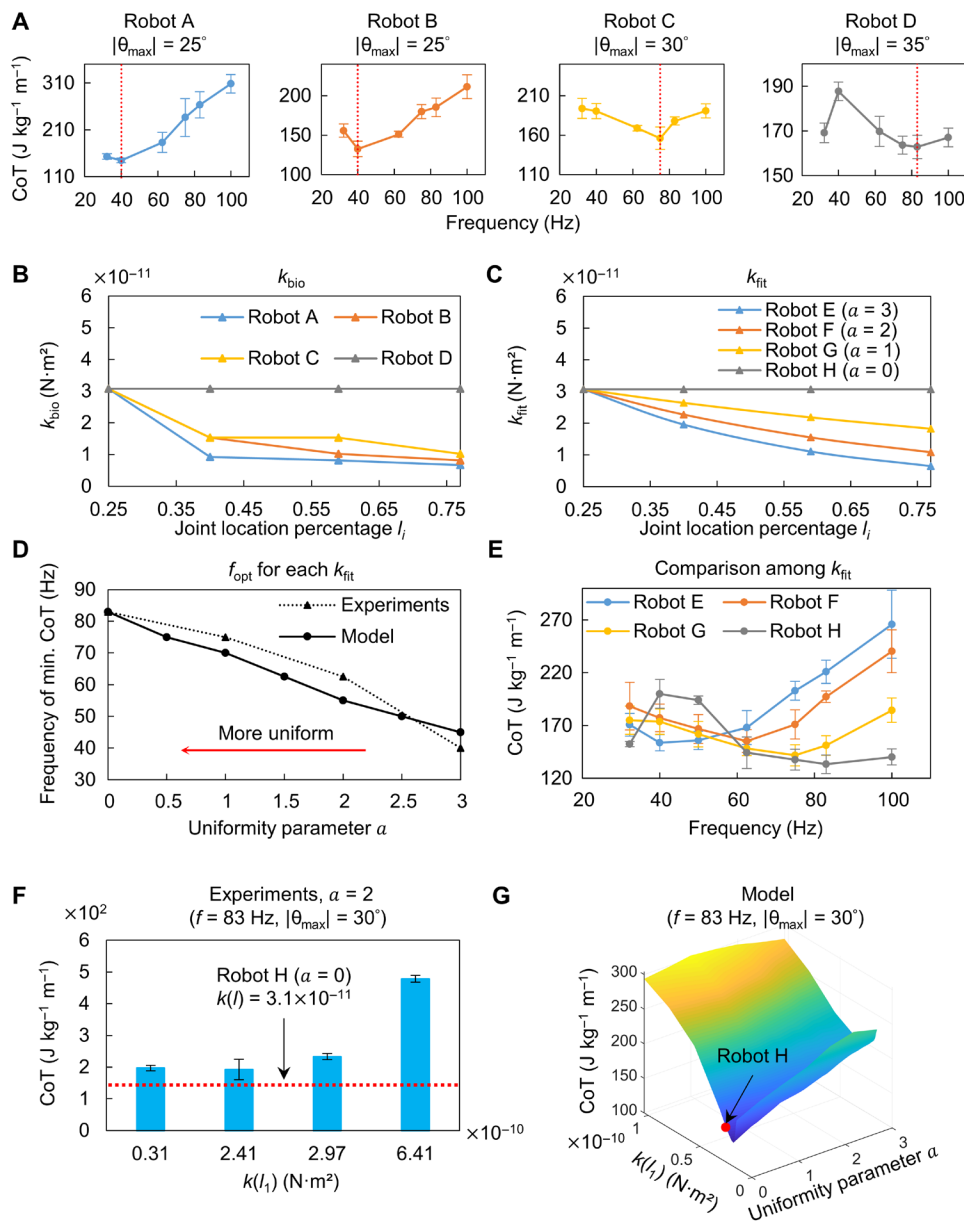 A
Robot A
|θmax| = 25°
Robot B
|θmax| = 25°
Robot C
|θmax| = 30°
Robot D
|θmax| = 35°
CoT (J kg⁻¹ m⁻¹)
310
210
110
200
150
100
260
210
160
110
190
170
150
20 40 60 80 100
20 40 60 80 100
20 40 60 80 100
20 40 60 80 100
Frequency (Hz)
B
×10⁻¹¹
kbio
Robot A
Robot B
Robot C
Robot D
kbio (N·m²)
6
5
4
3
2
1
0
0.25 0.35 0.45 0.55 0.65 0.75
Joint location percentage li
C
×10⁻¹¹
kfit
Robot E (a = 3)
Robot F (a = 2)
Robot G (a = 1)
Robot H (a = 0)
kfit (N·m²)
6
5
4
3
2
1
0
0.25 0.35 0.45 0.55 0.65 0.75
Joint location percentage li
D
fopt for each kfit
Experiments
Model
More uniform
Frequency of min. CoT (Hz)
90
80
70
60
50
40
30
0 0.5 1 1.5 2 2.5 3
Uniformity parameter a
E
Comparison among kfit
Robot E
Robot F
Robot G
Robot H
CoT (J kg⁻¹ m⁻¹)
270
220
170
120
20 40 60 80 100
Frequency (Hz)
F
Experiments, a = 2
(f = 83 Hz, |θmax| = 30°)
×10²
Robot H (a = 0)
k(l) = 3.1×10⁻¹¹
CoT (J kg⁻¹ m⁻¹)
6
5
4
3
2
1
0
0.31 2.41 2.97 6.41
×10⁻¹⁰
k(l₁) (N·m²)
G
Model
(f = 83 Hz, |θmax| = 30°)
CoT (J kg⁻¹ m⁻¹)
300
250
200
150
100
Robot H
×10⁻¹⁰
1
0.5
0
k(l₁) (N·m²)
0
1
2
3
Uniformity parameter a